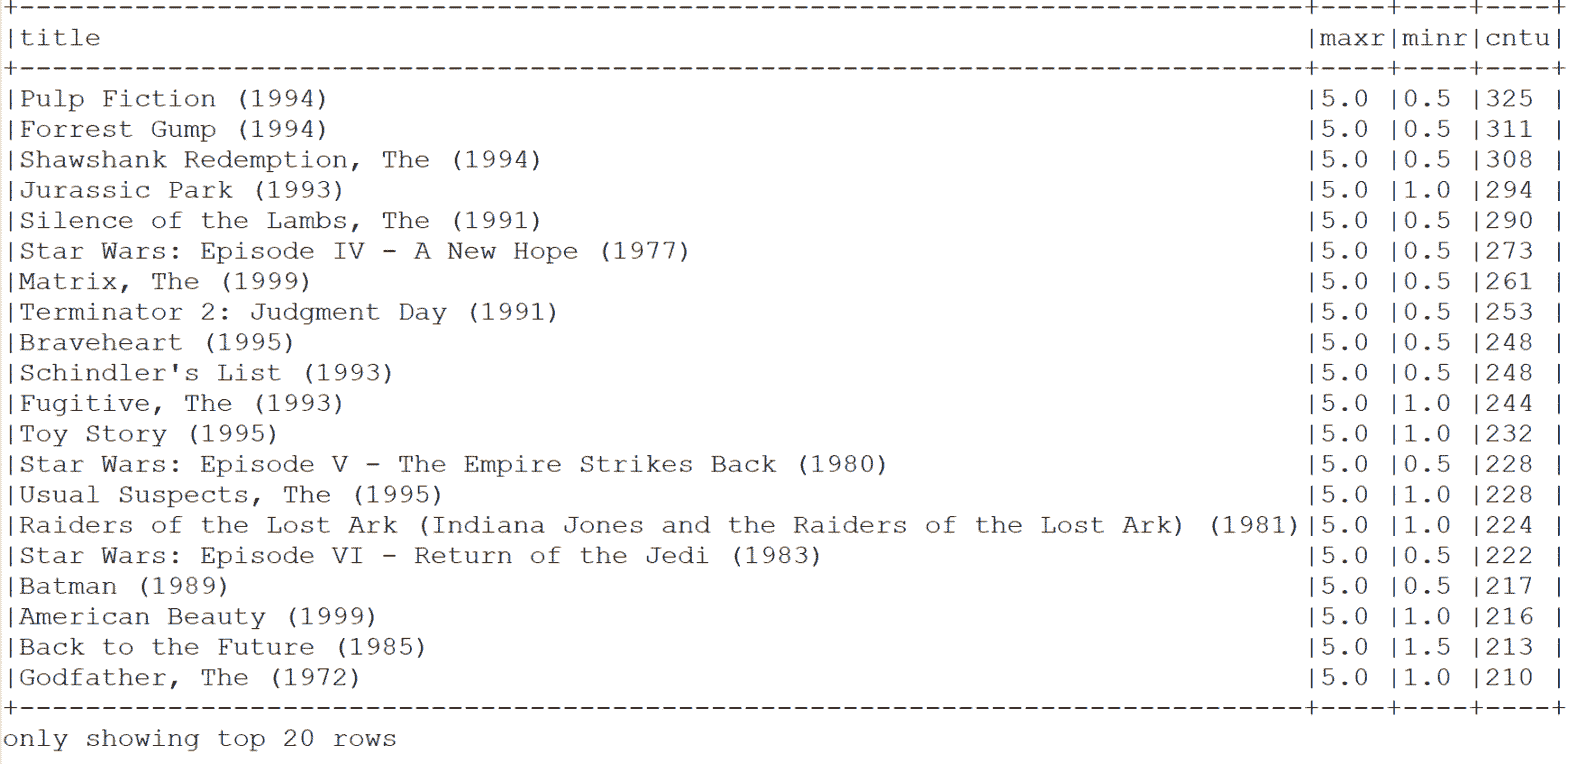 +------------------------------------------------------------------------------+----+----+----+
|title                                                                         |maxr|minr|cntu|
+------------------------------------------------------------------------------+----+----+----+
|Pulp Fiction (1994)                                                           |5.0 |0.5 |325 |
|Forrest Gump (1994)                                                           |5.0 |0.5 |311 |
|Shawshank Redemption, The (1994)                                              |5.0 |0.5 |308 |
|Jurassic Park (1993)                                                          |5.0 |1.0 |294 |
|Silence of the Lambs, The (1991)                                              |5.0 |0.5 |290 |
|Star Wars: Episode IV - A New Hope (1977)                                     |5.0 |0.5 |273 |
|Matrix, The (1999)                                                            |5.0 |0.5 |261 |
|Terminator 2: Judgment Day (1991)                                             |5.0 |0.5 |253 |
|Braveheart (1995)                                                             |5.0 |0.5 |248 |
|Schindler's List (1993)                                                       |5.0 |0.5 |248 |
|Fugitive, The (1993)                                                          |5.0 |1.0 |244 |
|Toy Story (1995)                                                              |5.0 |1.0 |232 |
|Star Wars: Episode V - The Empire Strikes Back (1980)                         |5.0 |0.5 |228 |
|Usual Suspects, The (1995)                                                    |5.0 |1.0 |228 |
|Raiders of the Lost Ark (Indiana Jones and the Raiders of the Lost Ark) (1981)|5.0 |1.0 |224 |
|Star Wars: Episode VI - Return of the Jedi (1983)                             |5.0 |0.5 |222 |
|Batman (1989)                                                                 |5.0 |0.5 |217 |
|American Beauty (1999)                                                        |5.0 |1.0 |216 |
|Back to the Future (1985)                                                     |5.0 |1.5 |213 |
|Godfather, The (1972)                                                         |5.0 |1.0 |210 |
+------------------------------------------------------------------------------+----+----+----+
only showing top 20 rows